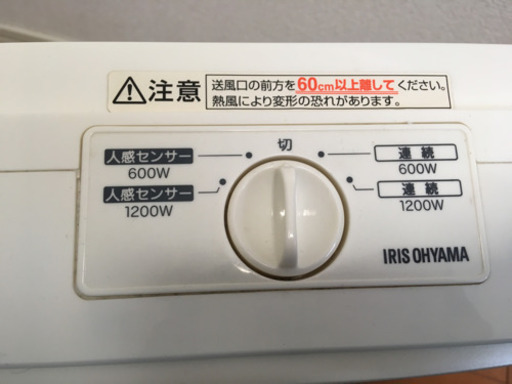 注意
送風口の前方を60cm以上離してください。
熱風により変形の恐れがあります。
切
人感センサー
600W
人感センサー
1200W
連続
600W
連続
1200W
IRIS OHYAMA